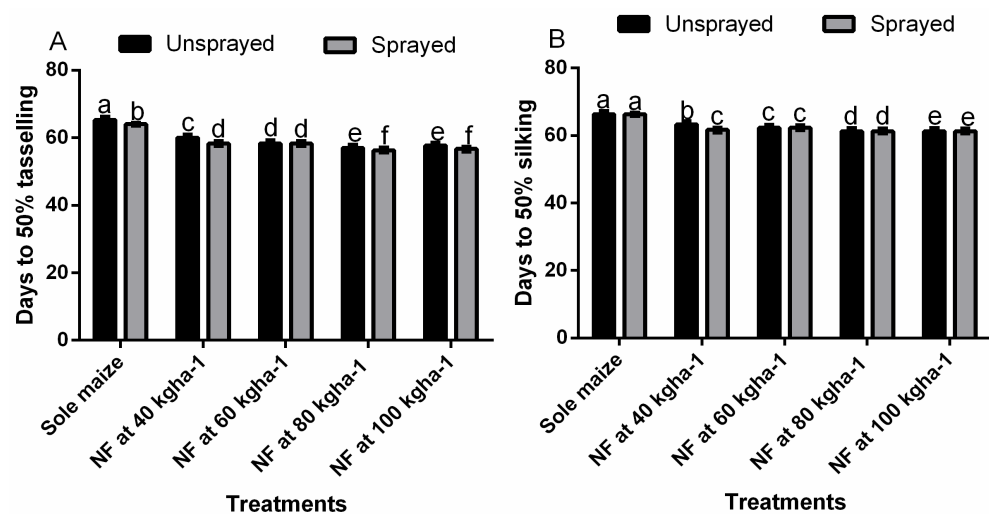 A
Unsprayed Sprayed
Days to 50% tasselling
80
60
40
20
0
a b c d d d e f e f
Sole maize
NF at 40 kgha-1
NF at 60 kgha-1
NF at 80 kgha-1
NF at 100 kgha-1
Treatments
B
Unsprayed Sprayed
Days to 50% silking
80
60
40
20
0
a a b c c c d d e e
Sole maize
NF at 40 kgha-1
NF at 60 kgha-1
NF at 80 kgha-1
NF at 100 kgha-1
Treatments